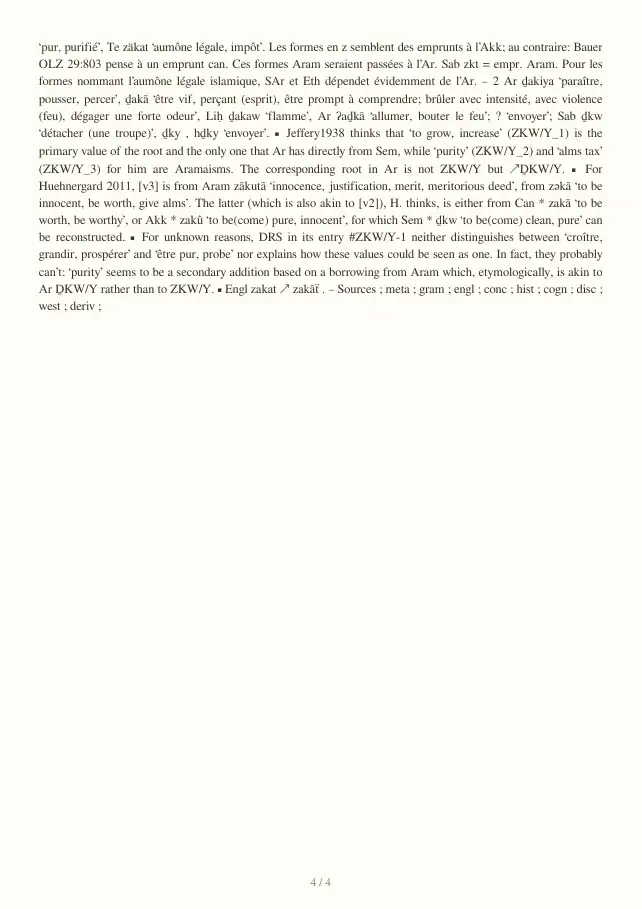 ‘pur, purifié’, Te zäkat ‘aumône légale, impôt’. Les formes en z semblent des emprunts à l’Akk; au contraire: Bauer
OLZ 29:803 pense à un emprunt can. Ces formes Aram seraient passées à l’Ar. Sab zkt = empr. Aram. Pour les
formes nommant l’aumône légale islamique, SAr et Eth dépendet évidemment de l’Ar. – 2 Ar ḏakiya ‘paraître,
pousser, percer’, ḏakā ‘être vif, perçant (esprit), être prompt à comprendre; brûler avec intensité, avec violence
(feu), dégager une forte odeur’, Liḥ ḏakaw ‘flamme’, Ar ʔaḏkā ‘allumer, bouter le feu’; ? ‘envoyer’; Sab ḏkw
‘détacher (une troupe)’, ḏky , hḏky ‘envoyer’. ▪ Jeffery1938 thinks that ‘to grow, increase’ (ZKW/Y_1) is the
primary value of the root and the only one that Ar has directly from Sem, while ‘purity’ (ZKW/Y_2) and ‘alms tax’
(ZKW/Y_3) for him are Aramaisms. The corresponding root in Ar is not ZKW/Y but ↗ḎKW/Y. ▪ For
Huehnergard 2011, [v3] is from Aram zākutā ‘innocence, justification, merit, meritorious deed’, from zəkā ‘to be
innocent, be worth, give alms’. The latter (which is also akin to [v2]), H. thinks, is either from Can * zakā ‘to be
worth, be worthy’, or Akk * zakû ‘to be(come) pure, innocent’, for which Sem * ḏkw ‘to be(come) clean, pure’ can
be reconstructed. ▪ For unknown reasons, DRS in its entry #ZKW/Y-1 neither distinguishes between ‘croître,
grandir, prospérer’ and ‘être pur, probe’ nor explains how these values could be seen as one. In fact, they probably
can’t: ‘purity’ seems to be a secondary addition based on a borrowing from Aram which, etymologically, is akin to
Ar ḎKW/Y rather than to ZKW/Y. ▪ Engl zakat ↗ zakāẗ . – Sources ; meta ; gram ; engl ; conc ; hist ; cogn ; disc ;
west ; deriv ;
4 / 4